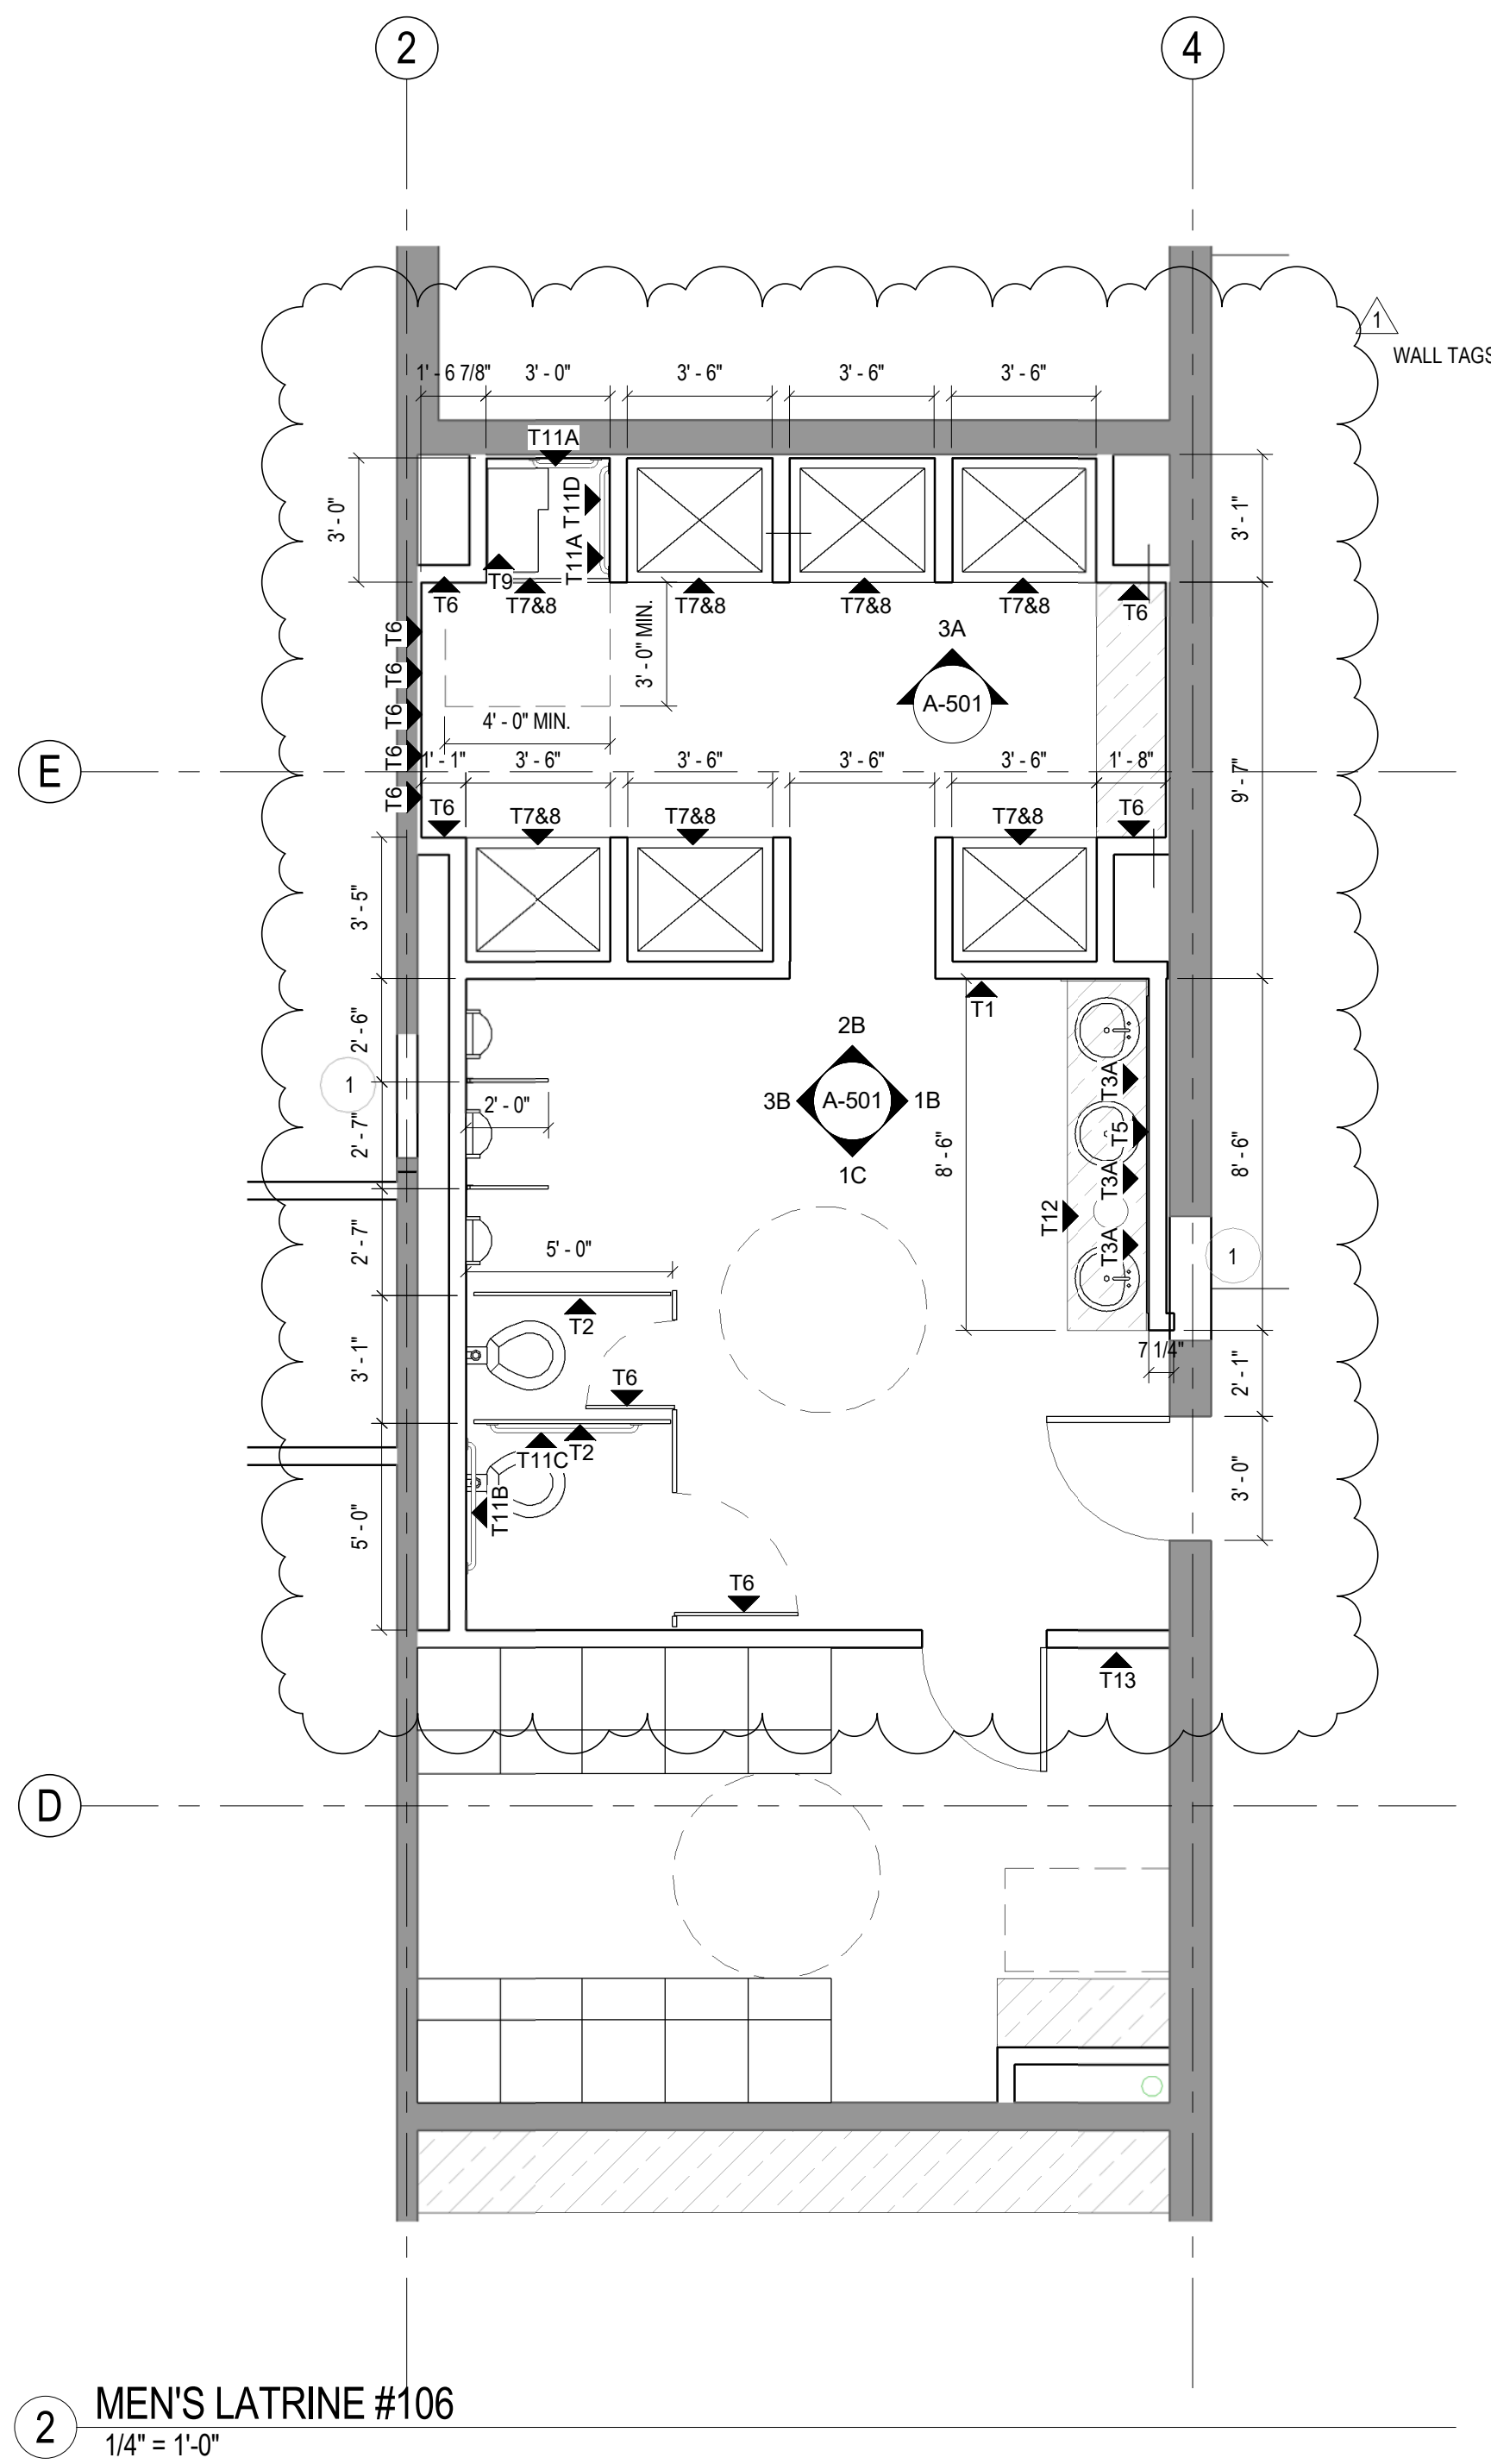 2
4
1
WALL TAGS
1' - 6 7/8"
3' - 0"
3' - 6"
3' - 6"
3' - 6"
T11A
T11D
T11A
3' - 0"
3' - 1"
T9
T6
T7&8
T7&8
T7&8
T7&8
T6
T6
T6
T6
T6
T6
3' - 0" MIN.
3A
A-501
4' - 0" MIN.
E
1' - 1"
3' - 6"
3' - 6"
3' - 6"
3' - 6"
1' - 8"
9' - 7"
T6
T7&8
T7&8
T7&8
T6
3' - 5"
T1
2' - 6"
2B
1
3B
A-501
1B
1C
T3A
2' - 0"
T5
2' - 7"
8' - 6"
8' - 6"
T3A
T12
T3A
2' - 7"
5' - 0"
1
T2
3' - 1"
7 1/4"
2' - 1"
T6
T2
T11C
T11B
5' - 0"
3' - 0"
T6
T13
D
2
MEN'S LATRINE #106
1/4" = 1'-0"